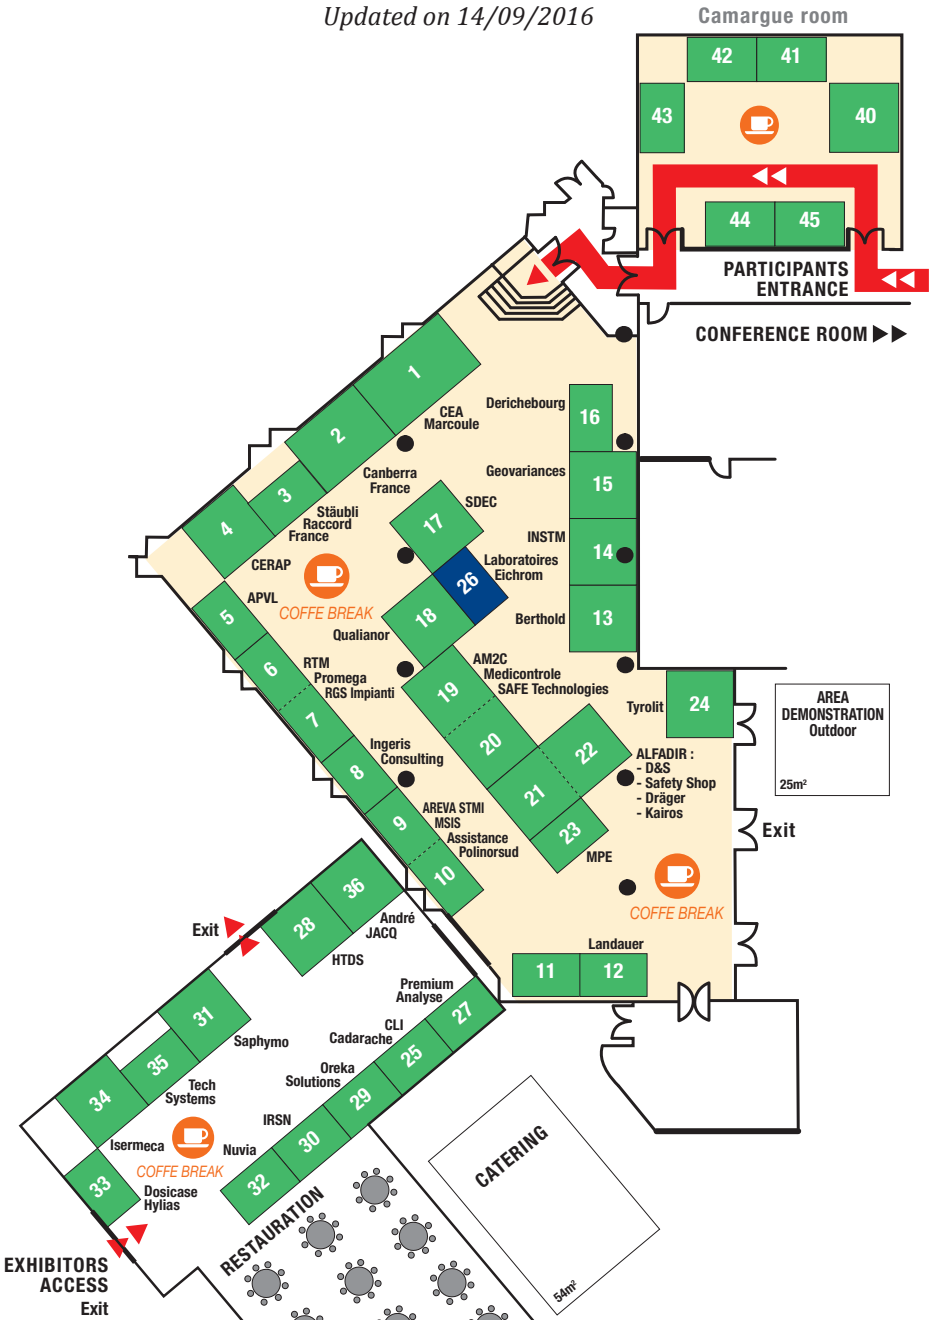 Updated on 14/09/2016
Camargue room
42
41
43
40
44
45
PARTICIPANTS
ENTRANCE
CONFERENCE ROOM
1
CEA
Marcoule
2
Canberra
France
3
Stäubli
Raccord
France
4
CERAP
Derichebourg
16
Geovariances
15
INSTM
14
Berthold
13
SDEC
17
Laboratoires
Eichrom
26
18
Qualianor
COFFE BREAK
APVL
5
6
RTM
Promega
RGS Impianti
7
AM2C
Medicontrole
SAFE Technologies
19
20
21
22
23
MPE
Tyrolit
24
AREA
DEMONSTRATION
Outdoor
25m²
ALFADIR :
- D&S
- Safety Shop
- Dräger
- Kairos
Exit
COFFE BREAK
Ingeris
Consulting
8
9
AREVA STMI
MSIS
Assistance
Polinorsud
10
Landauer
11
12
36
André
JACQ
28
HTDS
Exit
Premium
Analyse
27
CLI
Cadarache
25
Oreka
Solutions
29
IRSN
30
Nuvia
32
31
Saphymo
35
Tech
Systems
34
Isermeca
COFFE BREAK
33
Dosicase
Hylias
EXHIBITORS
ACCESS
Exit
RESTAURATION
CATERING
54m²